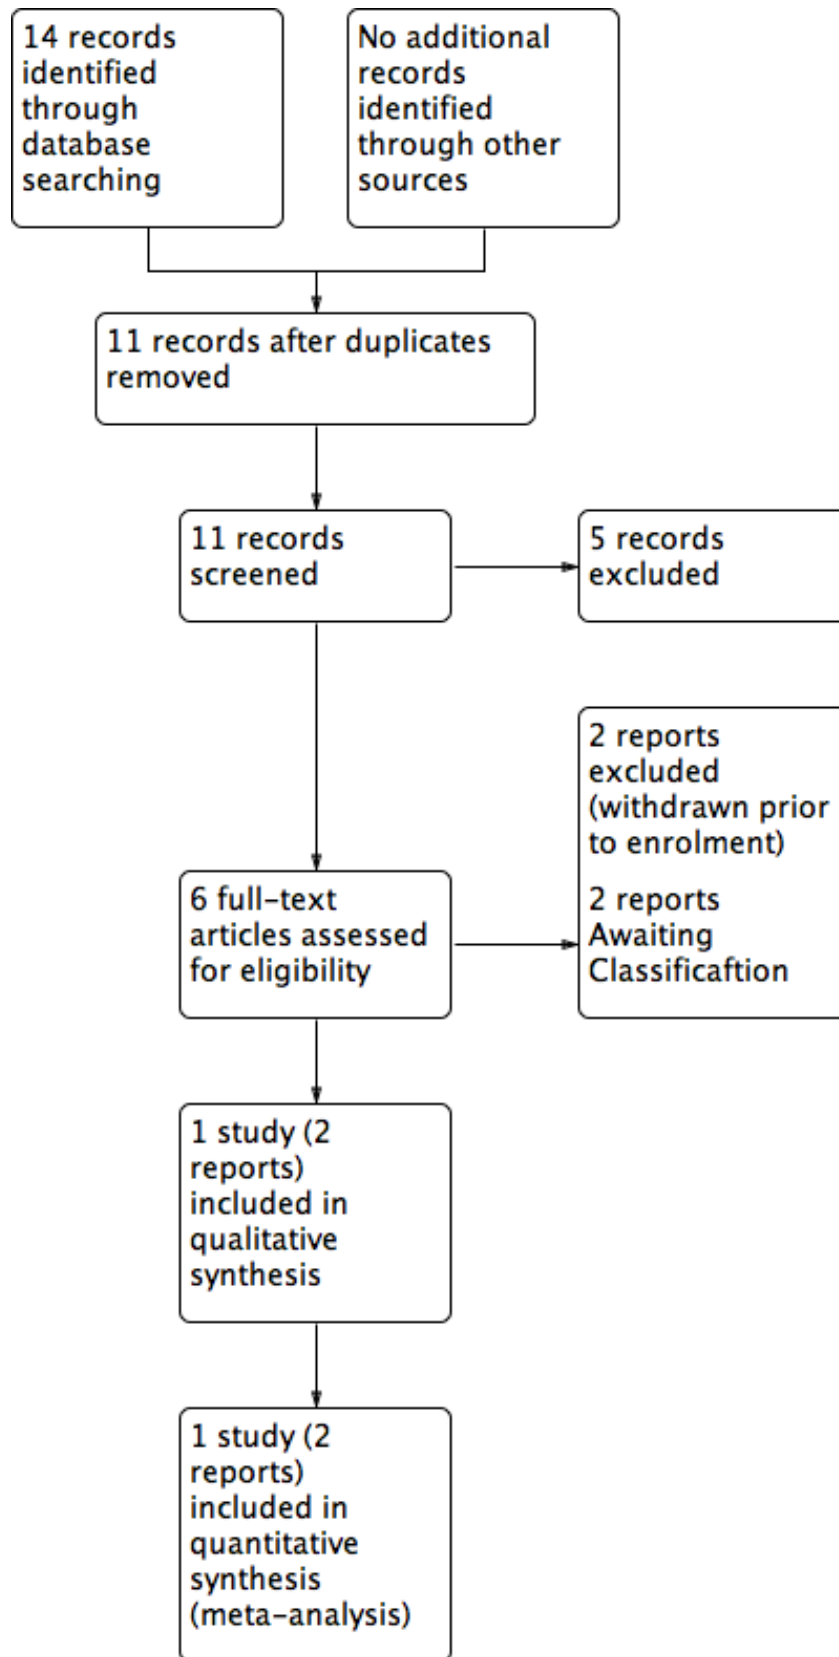 14 records
identified
through
database
searching
No additional
records
identified
through other
sources
11 records after duplicates
removed
11 records
screened
5 records
excluded
2 reports
excluded
(withdrawn prior
to enrolment)
2 reports
Awaiting
Classificaftion
6 full-text
articles assessed
for eligibility
1 study (2
reports)
included in
qualitative
synthesis
1 study (2
reports)
included in
quantitative
synthesis
(meta-analysis)